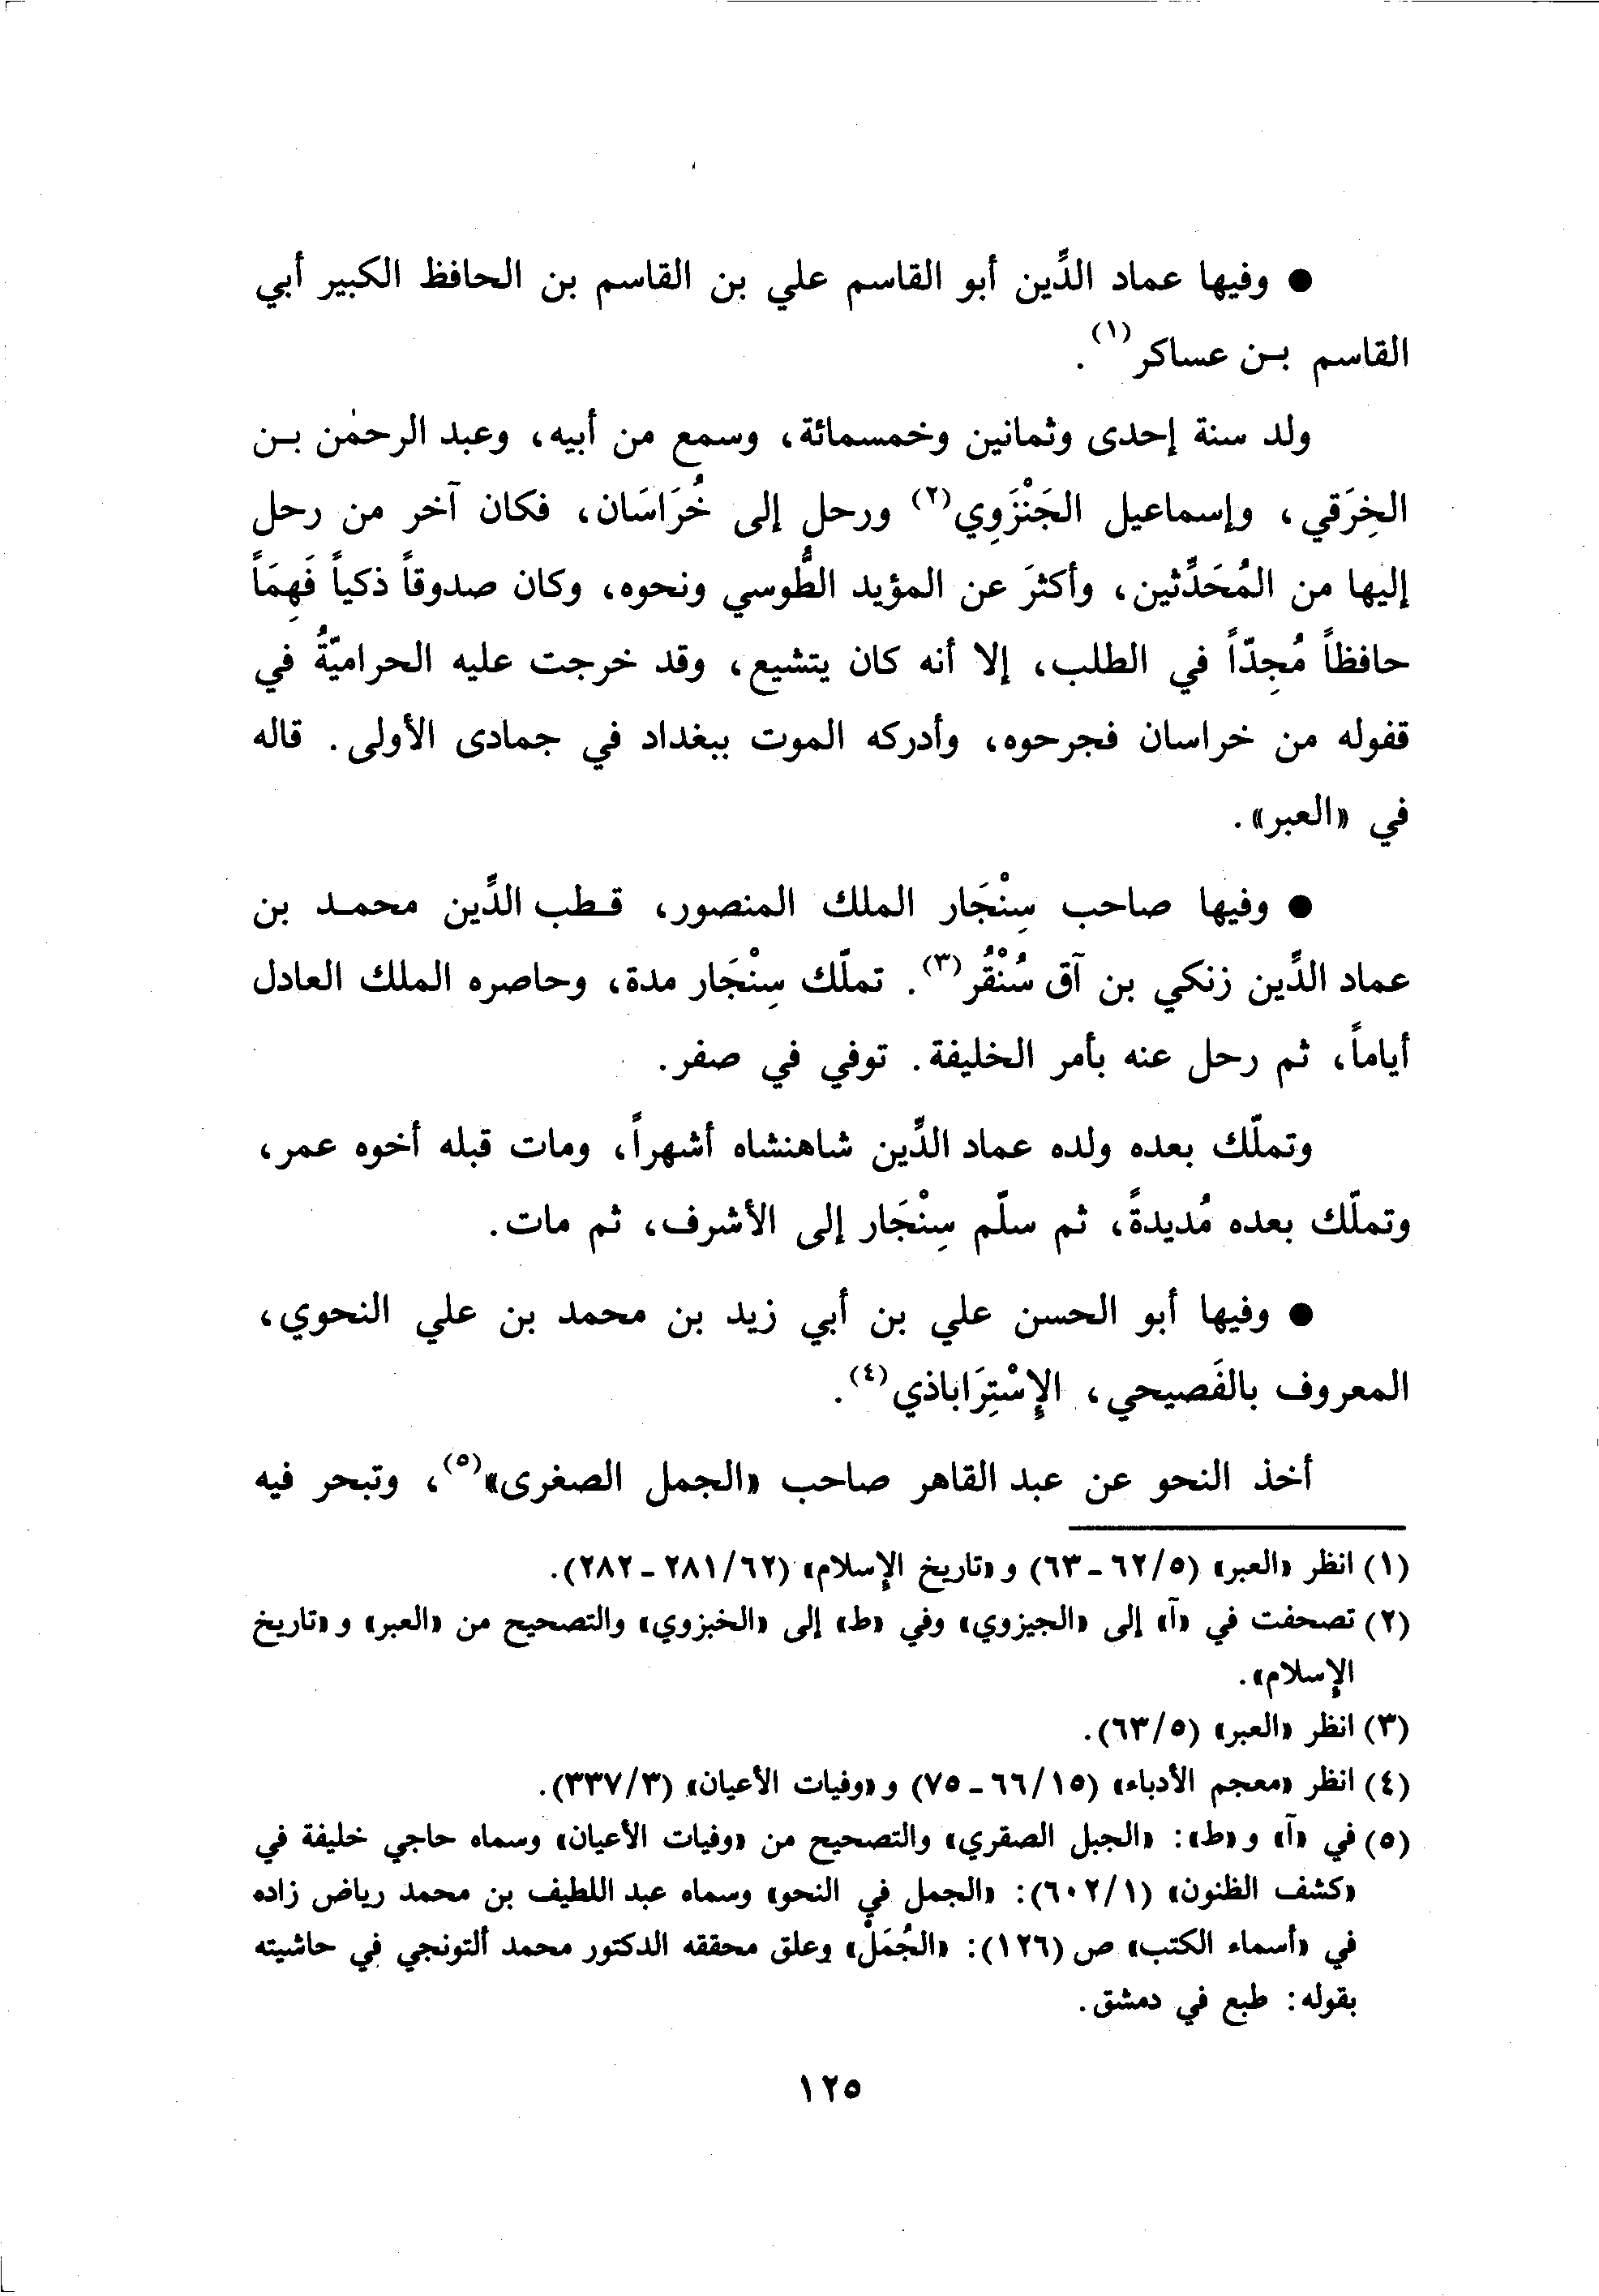 ● وفيها عماد الدِّين أبو القاسم علي بن القاسم بن الحافظ الكبير أبي
القاسم بـن عساكر(١).
ولد سنة إحدى وثمانين وخمسمائة، وسمع من أبيه، وعبد الرحمٰن بـن
الخِرَقي، وإسماعيل الجَنْزَوِي(٢) ورحل إلى خُرَاسَان، فكان آخر من رحل
إليها من المُحَدِّثين، وأكثرَ عن المؤيد الطُّوسي ونحوه، وكان صدوقاً ذكياً فَهِمَاً
حافظاً مُجِدّاً في الطلب، إلا أنه كان يتشيع، وقد خرجت عليه الحراميّةُ في
قفوله من خراسان فجرحوه، وأدركه الموت ببغداد في جمادى الأولى. قاله
في «العبر».
● وفيها صاحب سِنْجَار الملك المنصور، قـطب الدِّين محمـد بن
عماد الدِّين زنكي بن آق سُنْقُر(٣). تملّك سِنْجَار مدة، وحاصره الملك العادل
أياماً، ثم رحل عنه بأمر الخليفة. توفي في صفر.
وتملّك بعده ولده عماد الدِّين شاهنشاه أشهراً، ومات قبله أخوه عمر،
وتملّك بعده مُديدةً، ثم سلّم سِنْجَار إلى الأشرف، ثم مات.
● وفيها أبو الحسن علي بن أبي زيد بن محمد بن علي النحوي،
المعروف بالفَصيحي، الإِسْتِرَاباذي(٤).
أخذ النحو عن عبد القاهر صاحب «الجمل الصغرى»(٥)، وتبحر فيه
(١) انظر «العبر» (٥/٦٢ - ٦٣) و «تاريخ الإسلام» (٦٢/٢٨١ - ٢٨٢).
(٢) تصحفت في «آ» إلى «الجيزوي» وفي «ط» إلى «الخبزوي» والتصحيح من «العبر» و «تاريخ
الإسلام».
(٣) انظر «العبر» (٥/٦٣).
(٤) انظر «معجم الأدباء» (١٥/٦٦ - ٧٥) و «وفيات الأعيان» (٣/٣٣٧).
(٥) في «آ» و «ط»: «الجبل الصقري» والتصحيح من «وفيات الأعيان» وسماه حاجي خليفة في
«كشف الظنون» (١/٦٠٢): «الجمل في النحو» وسماه عبد اللطيف بن محمد رياض زاده
في «أسماء الكتب» ص (١٢٦): «الجُمَلْ» وعلق محققه الدكتور محمد ألتونجي في حاشيته
بقوله: طبع في دمشق.
١٢٥